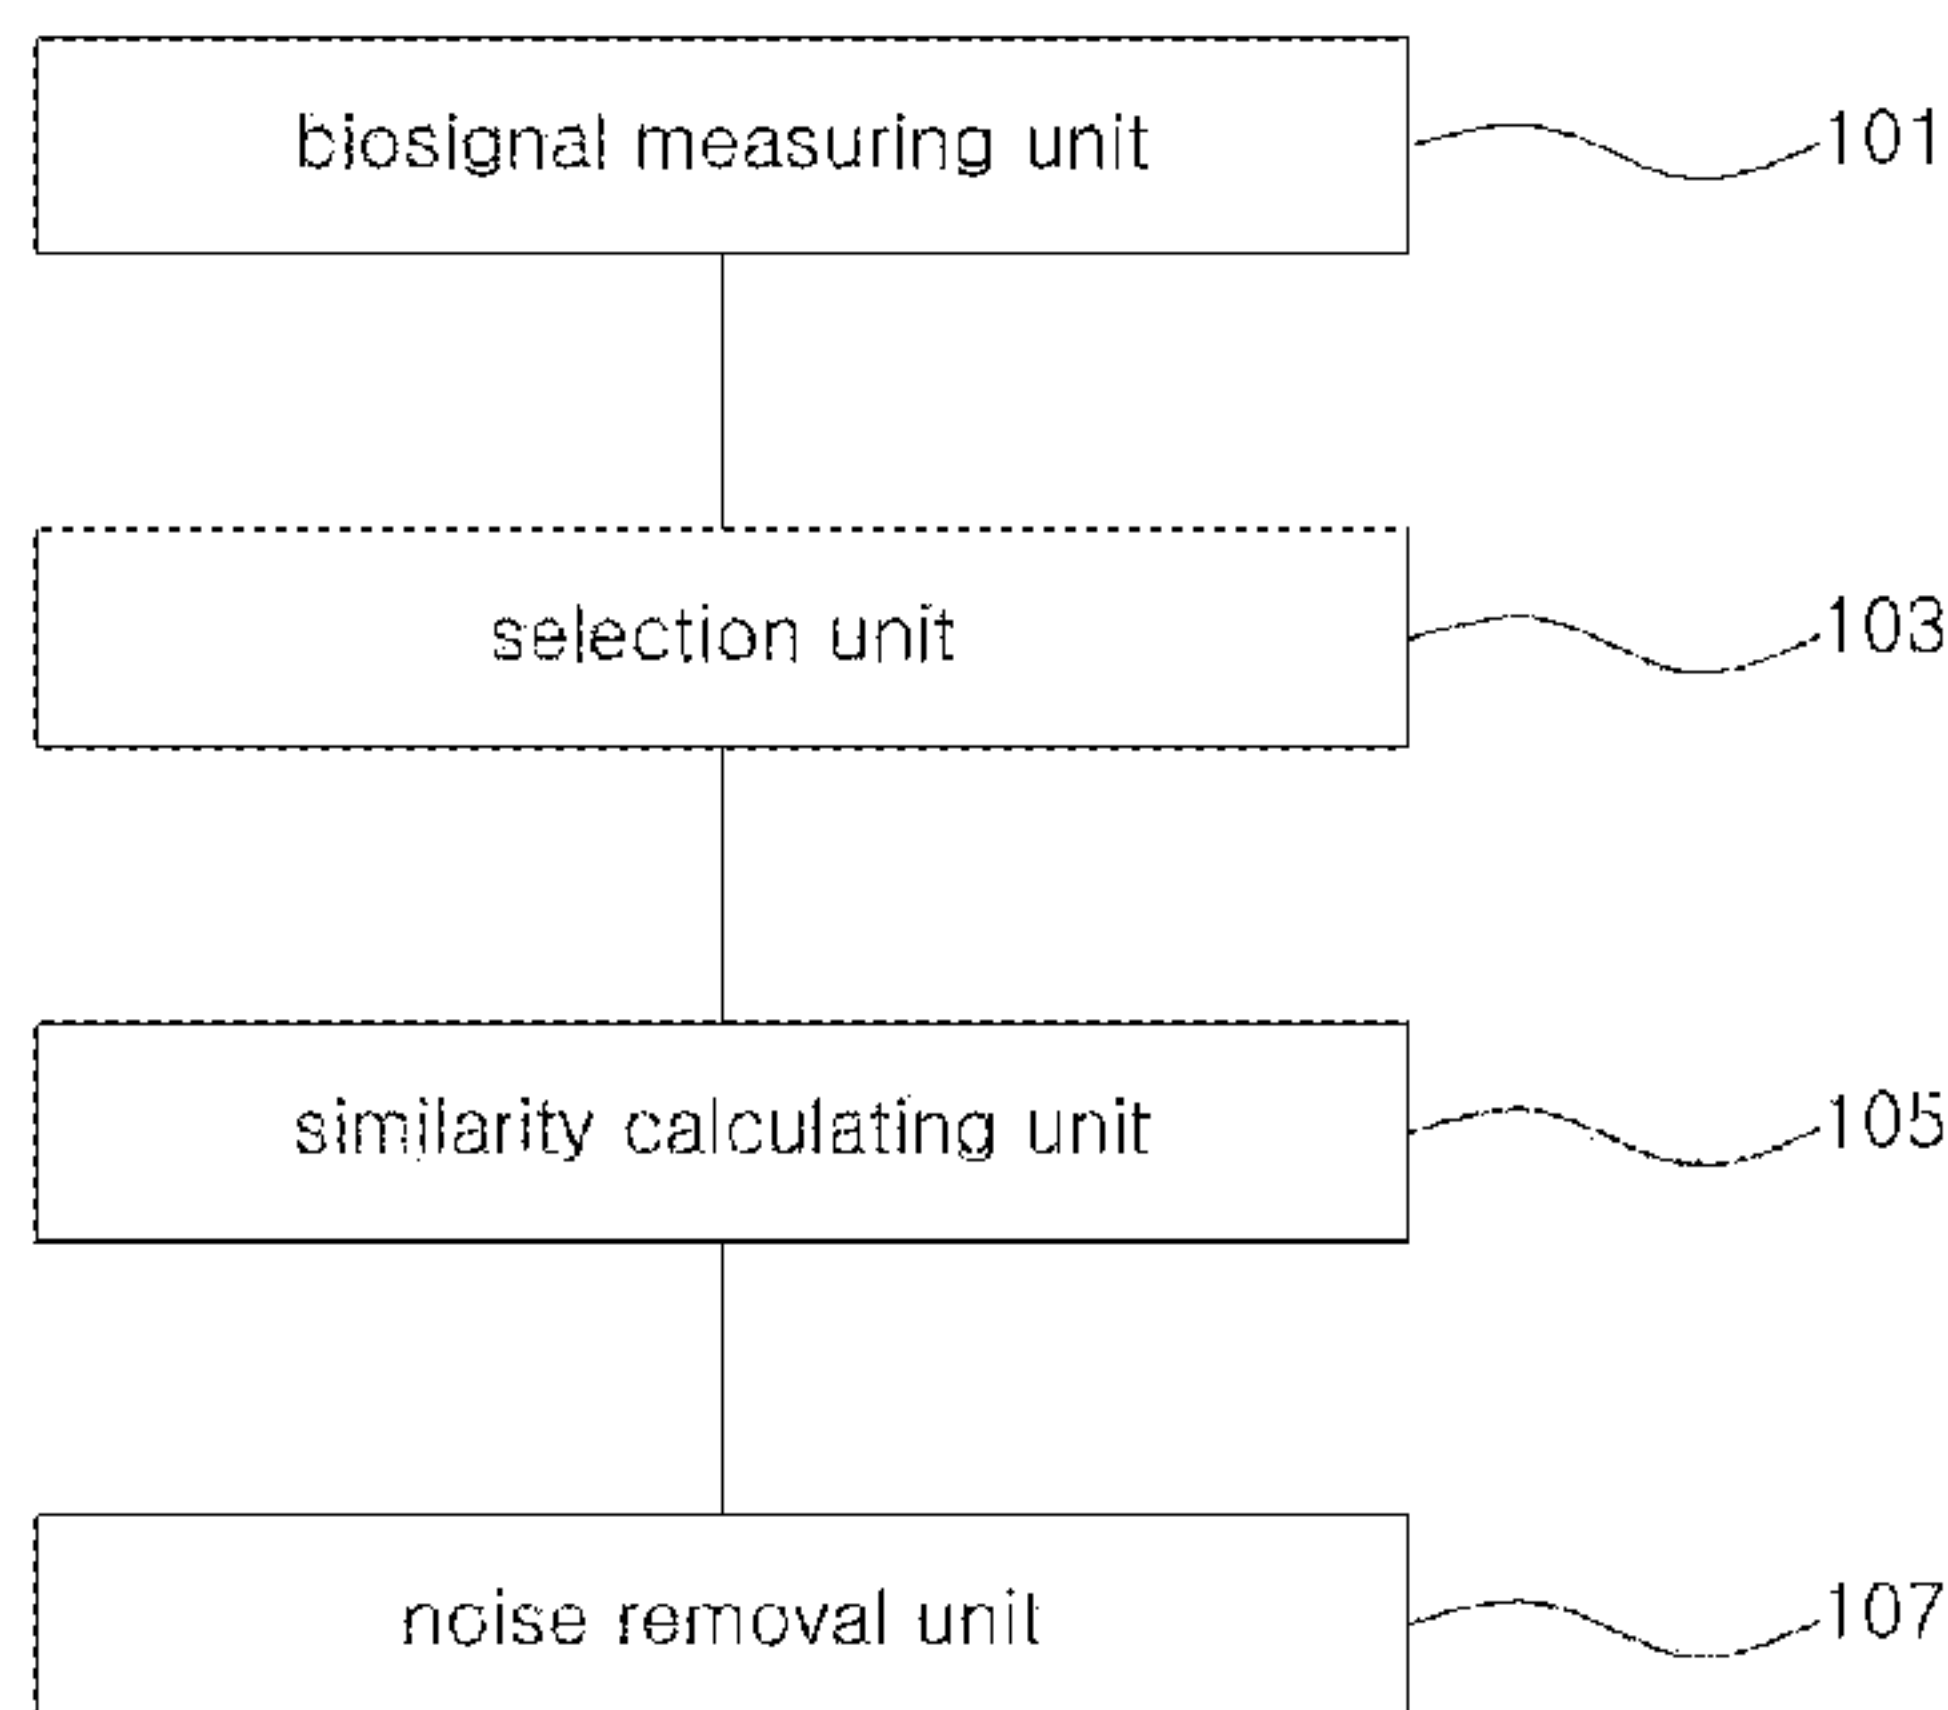 biosignal measuring unit 101
selection unit 103
similarity calculating unit 105
noise removal unit 107